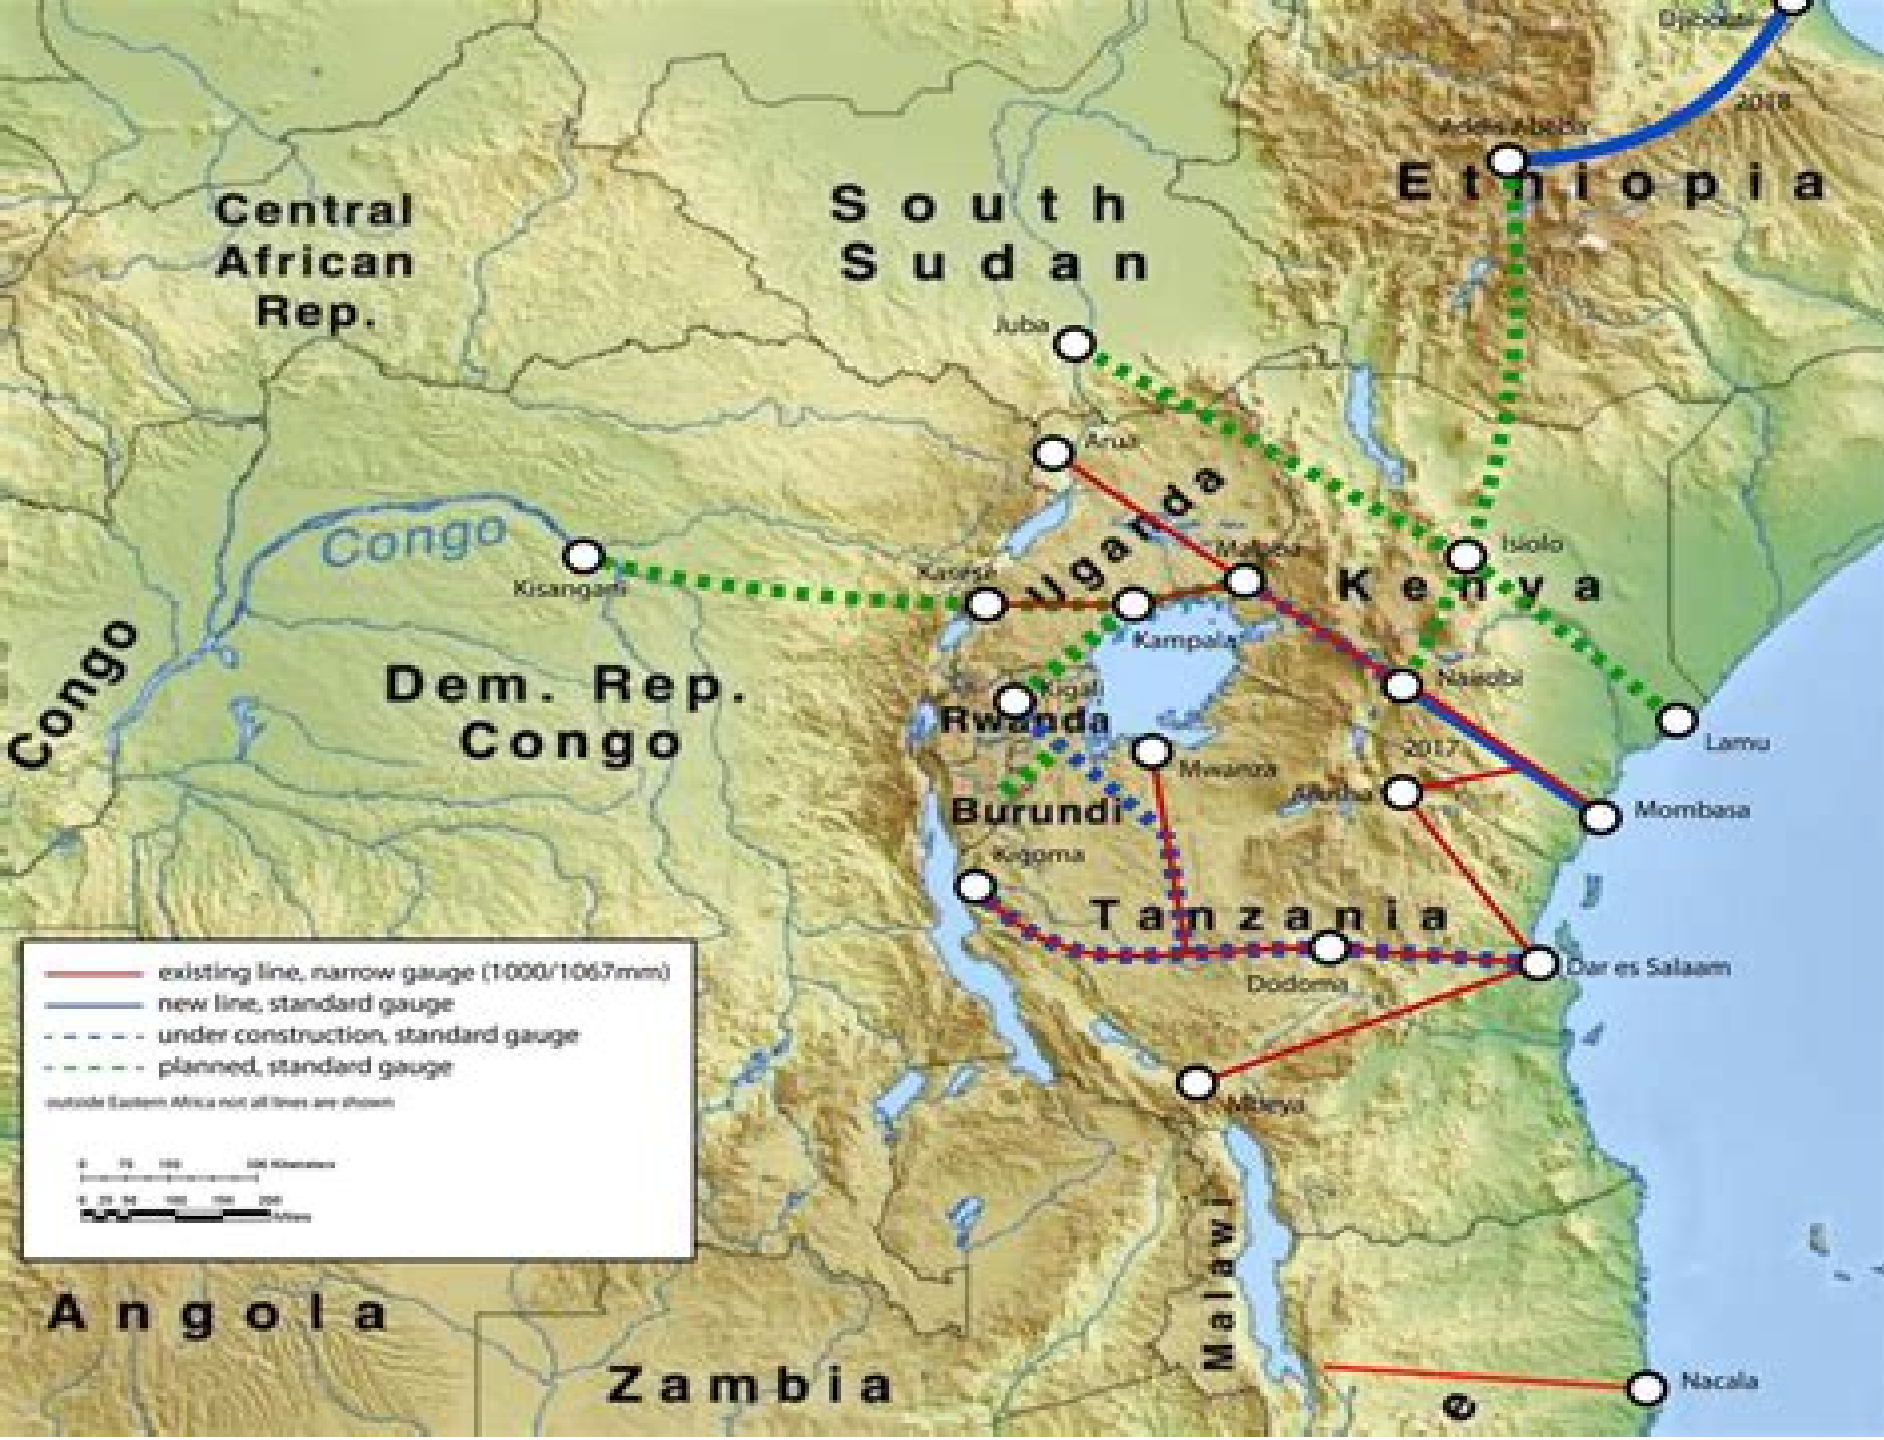 Djibouti
2018
Addis Abeba
Ethiopia
Central
African
Rep.
South
Sudan
Juba
Arua
Uganda
Congo
Isiolo
Malaba
Kasese
Kenya
Kisangani
Kampala
Congo
Dem. Rep.
Congo
Nairobi
Kigali
Rwanda
Lamu
2017
Mwanza
Arusha
Mombasa
Burundi
Kigoma
Tanzania
Dar es Salaam
Dodoma
existing line, narrow gauge (1000/1067mm)
new line, standard gauge
under construction, standard gauge
planned, standard gauge
outside Eastern Africa not all lines are shown
Mbeya
Malawi
Angola
Zambia
Nacala
e